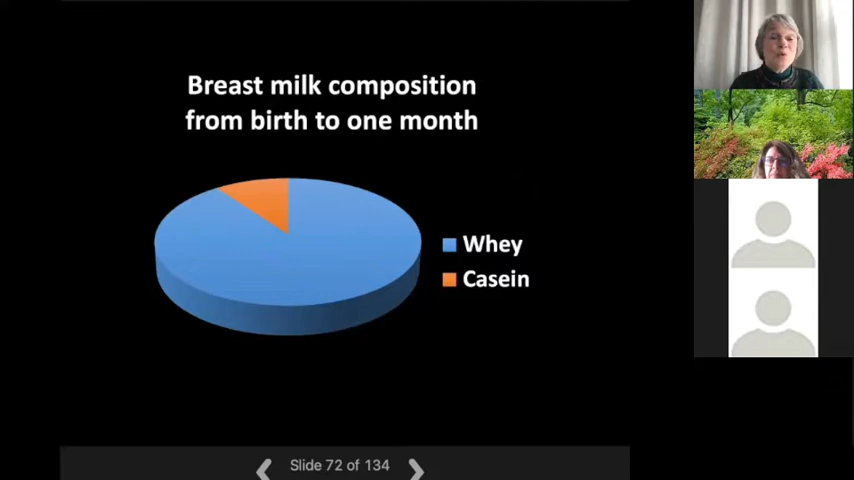 Breast milk composition
from birth to one month
Whey
Casein
Slide 72 of 134